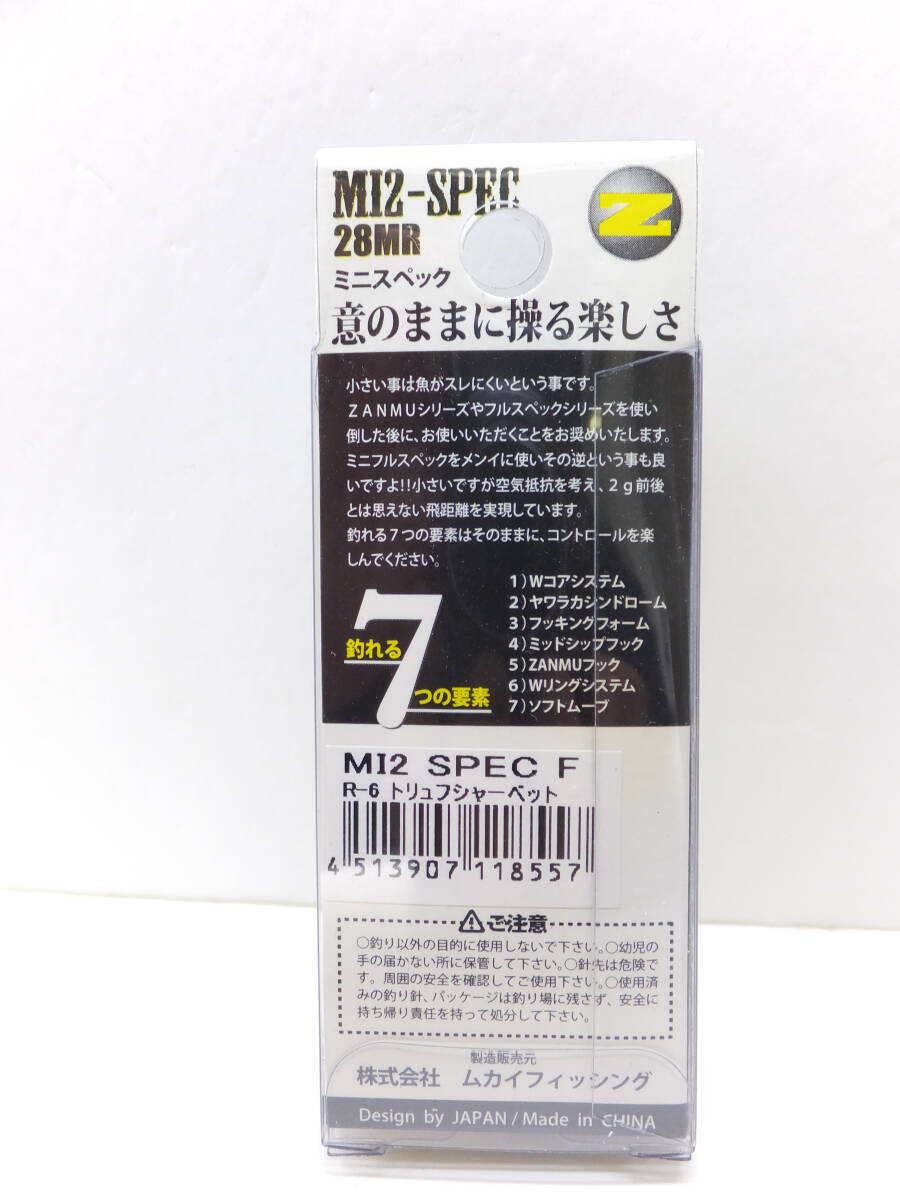 MI2-SPEC
28MR
Z
ミニスペック
意のままに操る楽しさ
小さい事は魚がスレにくいという事です。
ZANMUシリーズやフルスペックシリーズを使い
倒した後に、お使いいただくことをお奨めいたします。
ミニフルスペックをメンイに使いその逆という事も良
いですよ!!小さいですが空気抵抗を考え、2g前後
とは思えない飛距離を実現しています。
釣れる7つの要素はそのままに、コントロールを楽
しんでください。
釣れる
7
つの要素
1)Wコアシステム
2)ヤワラカシンドローム
3)フッキングフォーム
4)ミッドシップフック
5)ZANMUフック
6)Wリングシステム
7)ソフトムーブ
MI2 SPEC F
R-6 トリュフシャーベット
4 513907 118557
⚠ご注意
○釣り以外の目的に使用しないで下さい。○幼児の
手の届かない所に保管して下さい。○針先は危険で
す。周囲の安全を確認してご使用下さい。○使用済
みの釣り針、パッケージは釣り場に残さず、安全に
持ち帰り責任を持って処分して下さい。
製造販売元
株式会社 ムカイフィッシング
Design by JAPAN / Made in CHINA